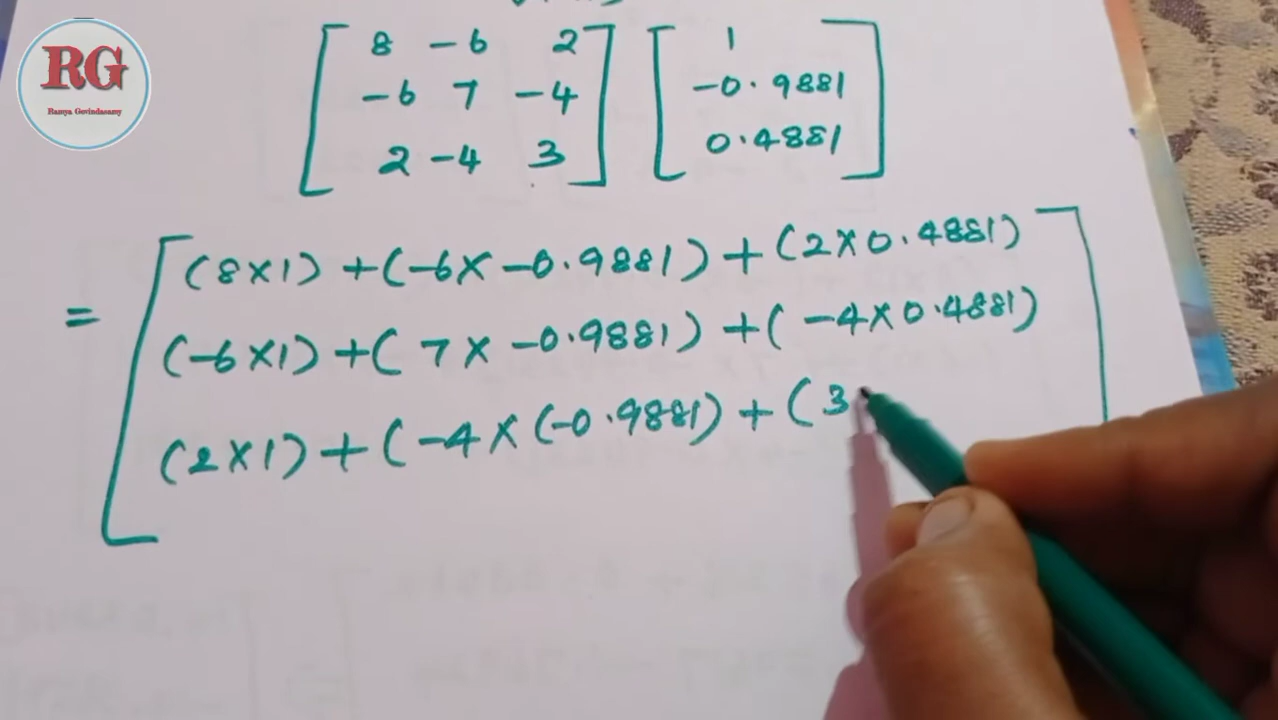 RG
Ramya Govindasamy
8 -6 2
-6 7 -4
2 -4 3
1
-0.9881
0.4881
= (8×1) +(-6× -0.9881) +(2×0.4881)
(-6×1) +( 7× -0.9881) +( -4×0.4881)
(2×1) +( -4×(-0.9881) +( 3